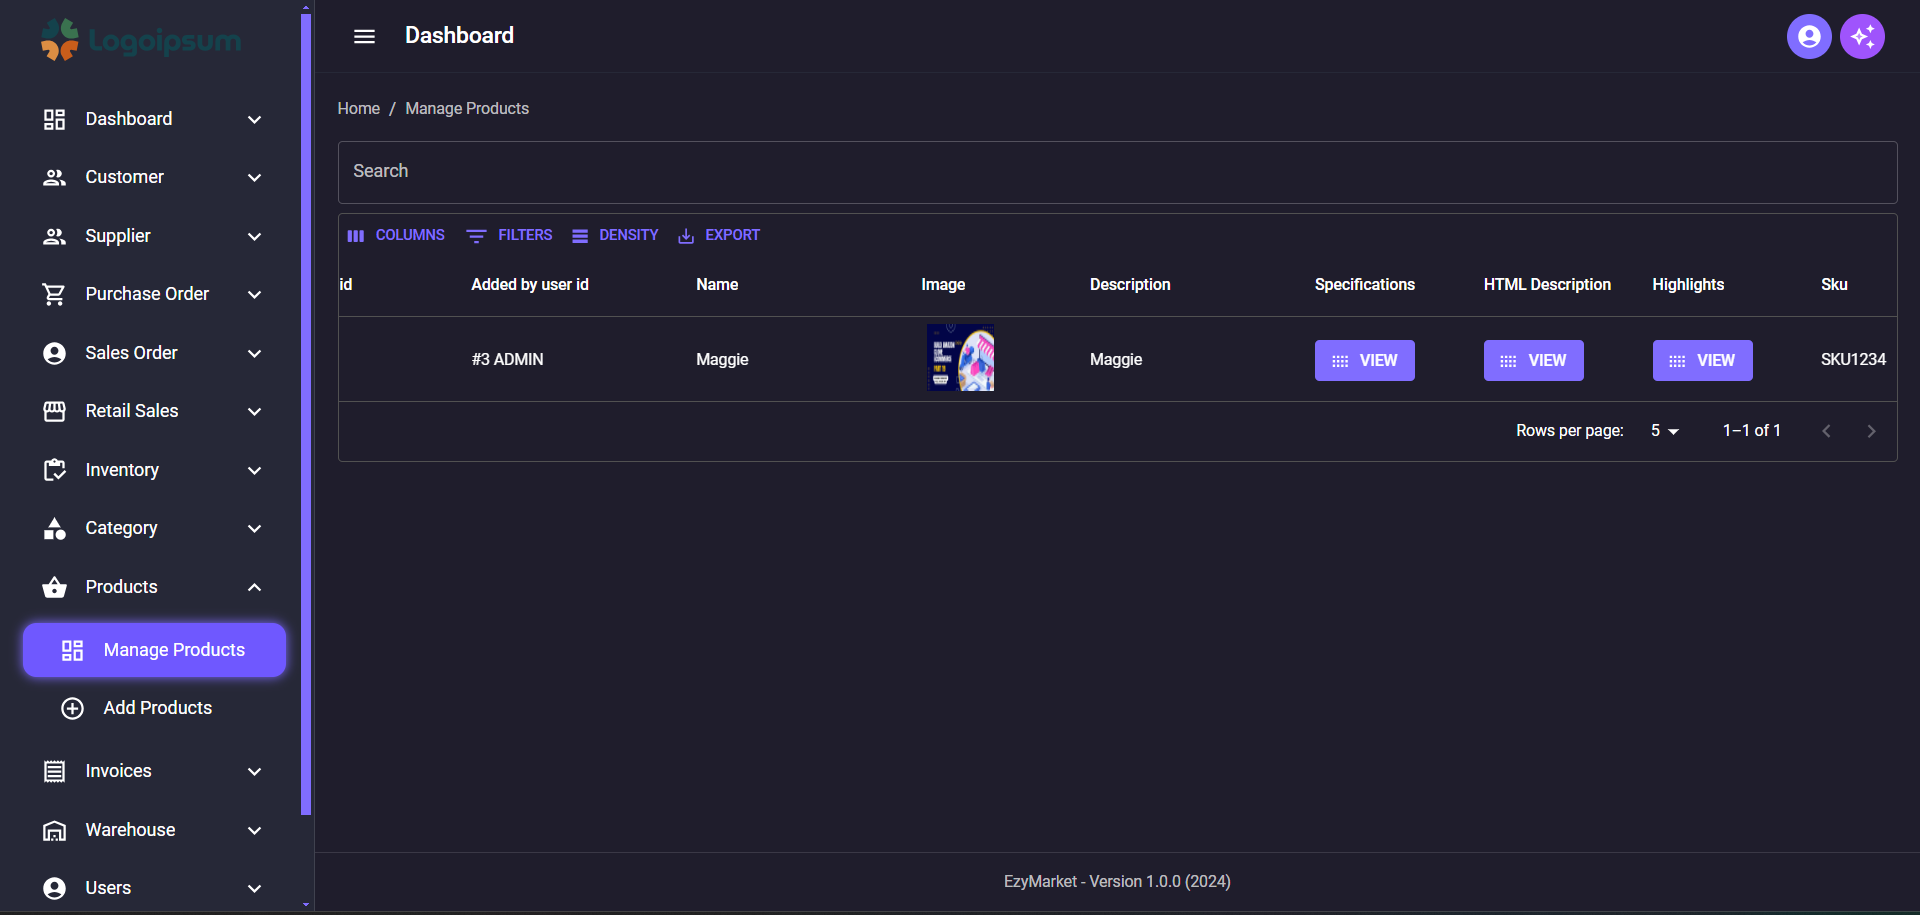 Logoipsum
Dashboard
Customer
Supplier
Purchase Order
Sales Order
Retail Sales
Inventory
Category
Products
Manage Products
Add Products
Invoices
Warehouse
Users
Dashboard
Home / Manage Products
Search
COLUMNS FILTERS DENSITY EXPORT
id Added by user id Name Image Description Specifications HTML Description Highlights Sku
#3 ADMIN Maggie Maggie VIEW VIEW VIEW SKU1234
Rows per page: 5 1–1 of 1
EzyMarket - Version 1.0.0 (2024)